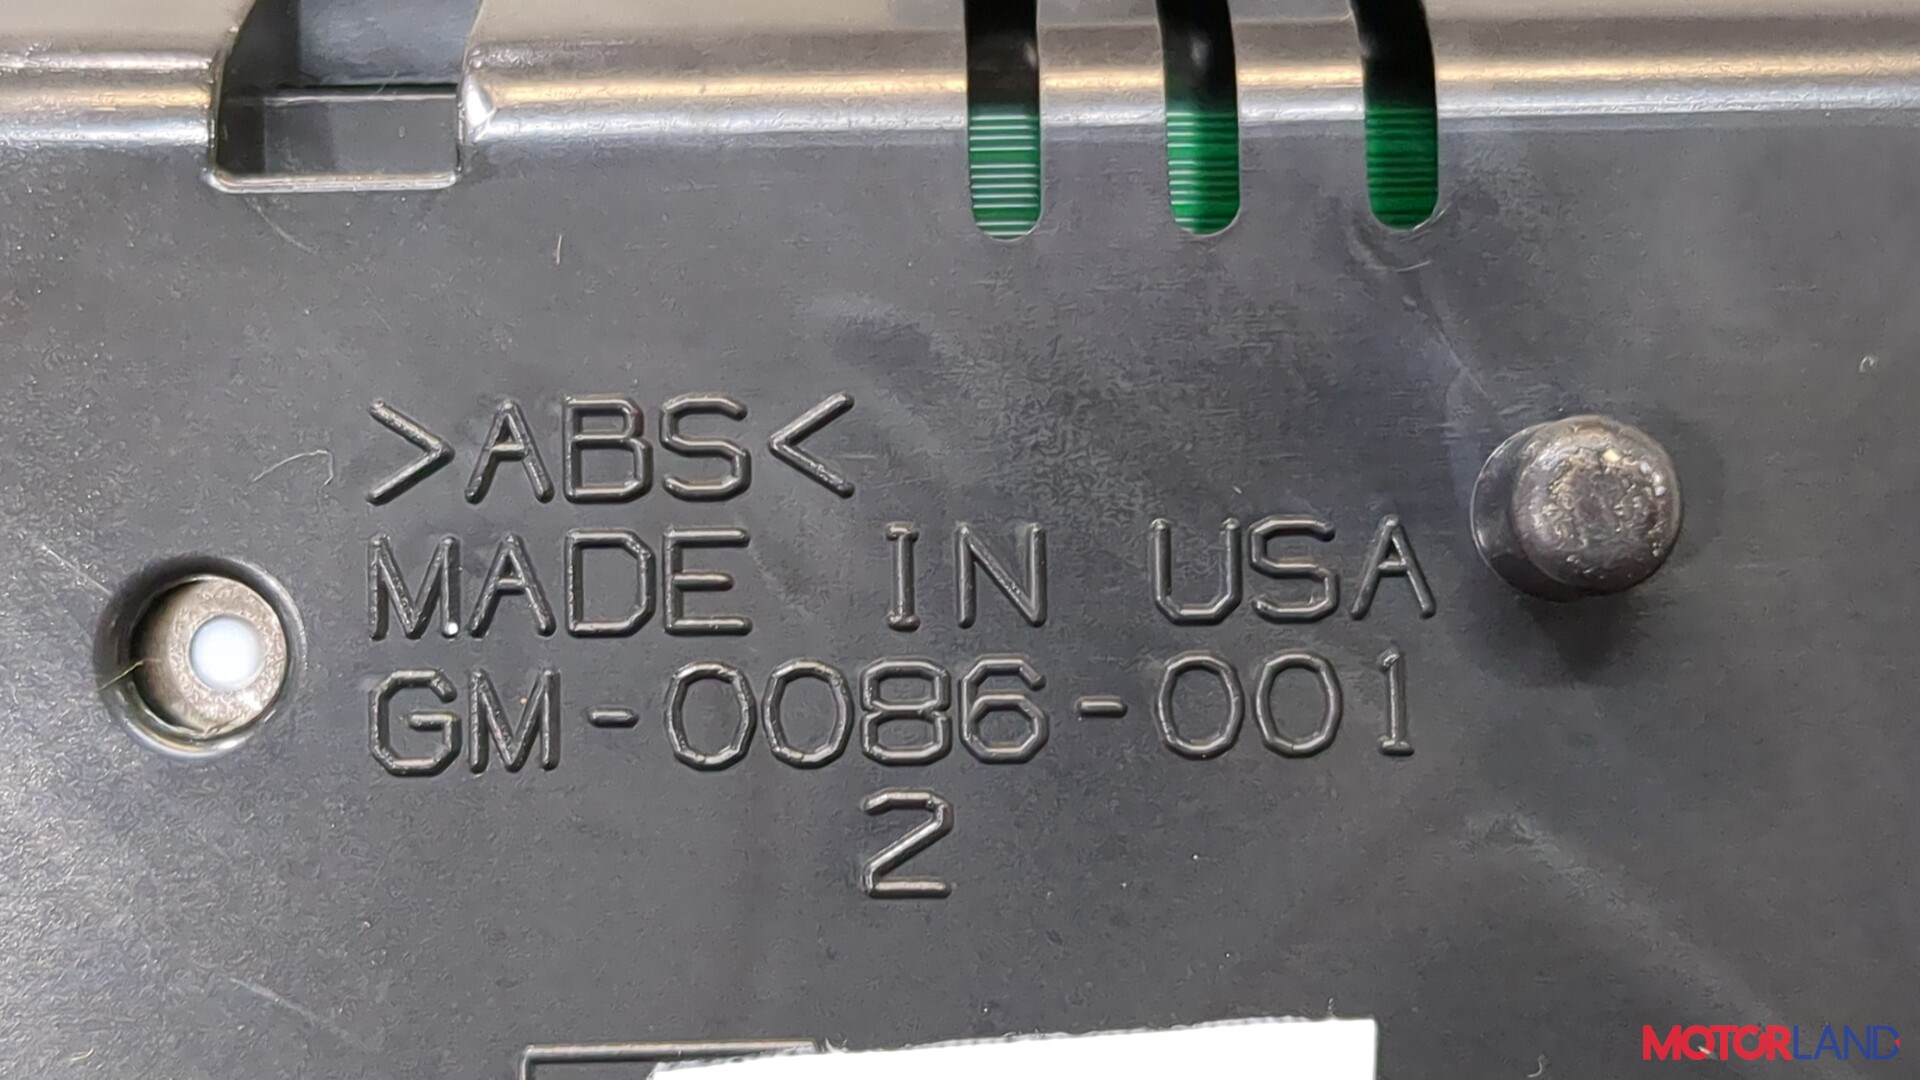 >ABS<
MADE IN USA
GM-0086-001
2
MOTORLAND